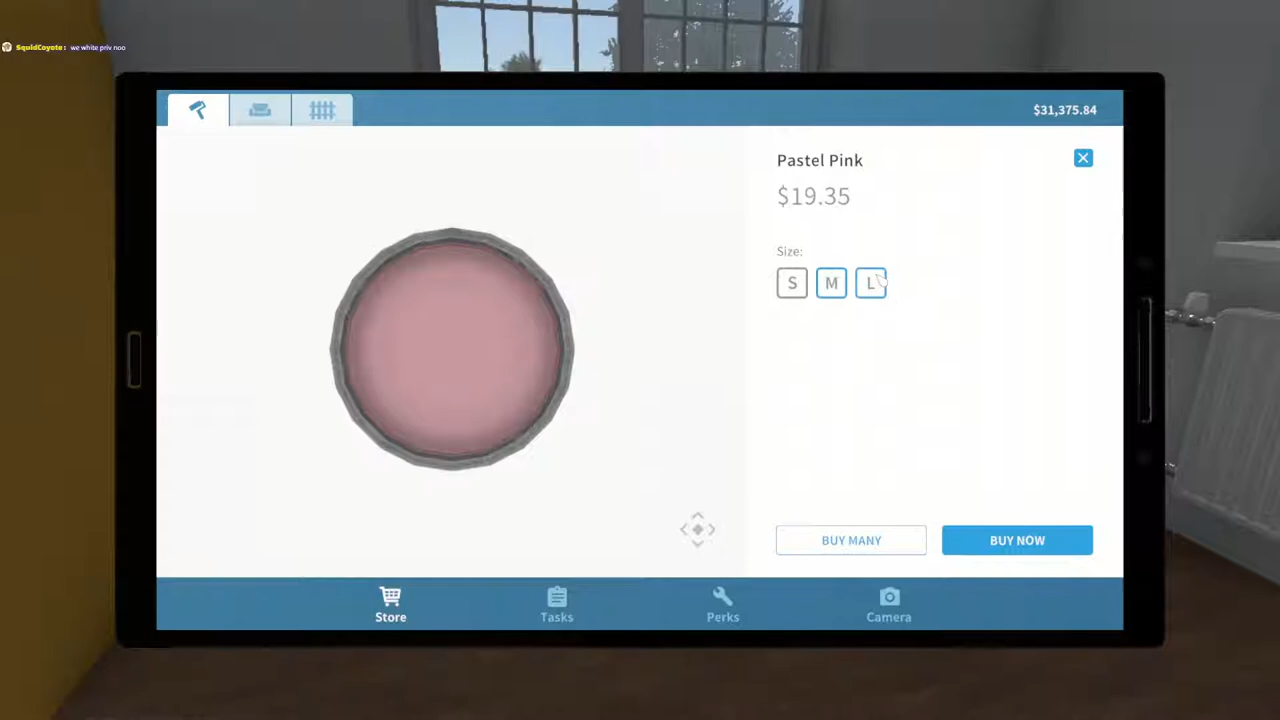 SquidCoyote: we white priv noo
$31,375.84
Pastel Pink
$19.35
Size:
S M L
BUY MANY BUY NOW
Store Tasks Perks Camera